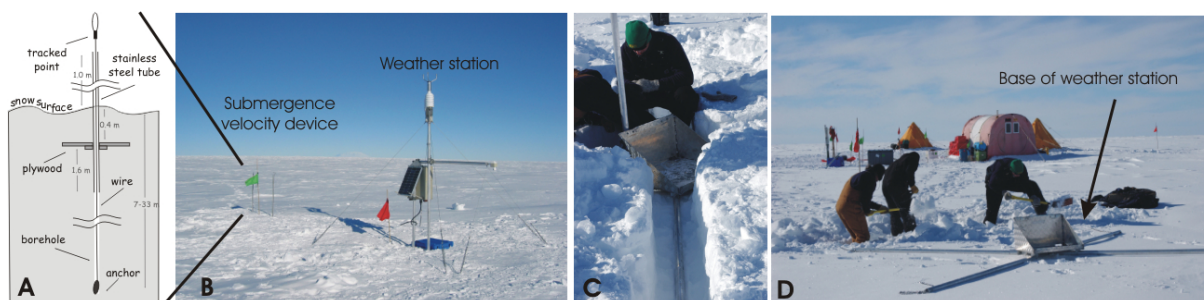 tracked
point
stainless
steel tube
1.0 m
snow surface
0.4 m
plywood
1.6 m
wire
7-33 m
borehole
anchor
A
Submergence
velocity device
Weather station
B
C
Base of weather station
D